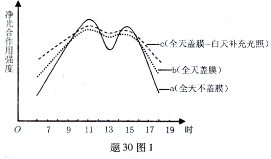 净光合作用强度
c(全天盖膜—白天补充光照)
b(全天盖膜)
a(全天不盖膜)
O 7 9 11 13 15 17 19 时
题30图1